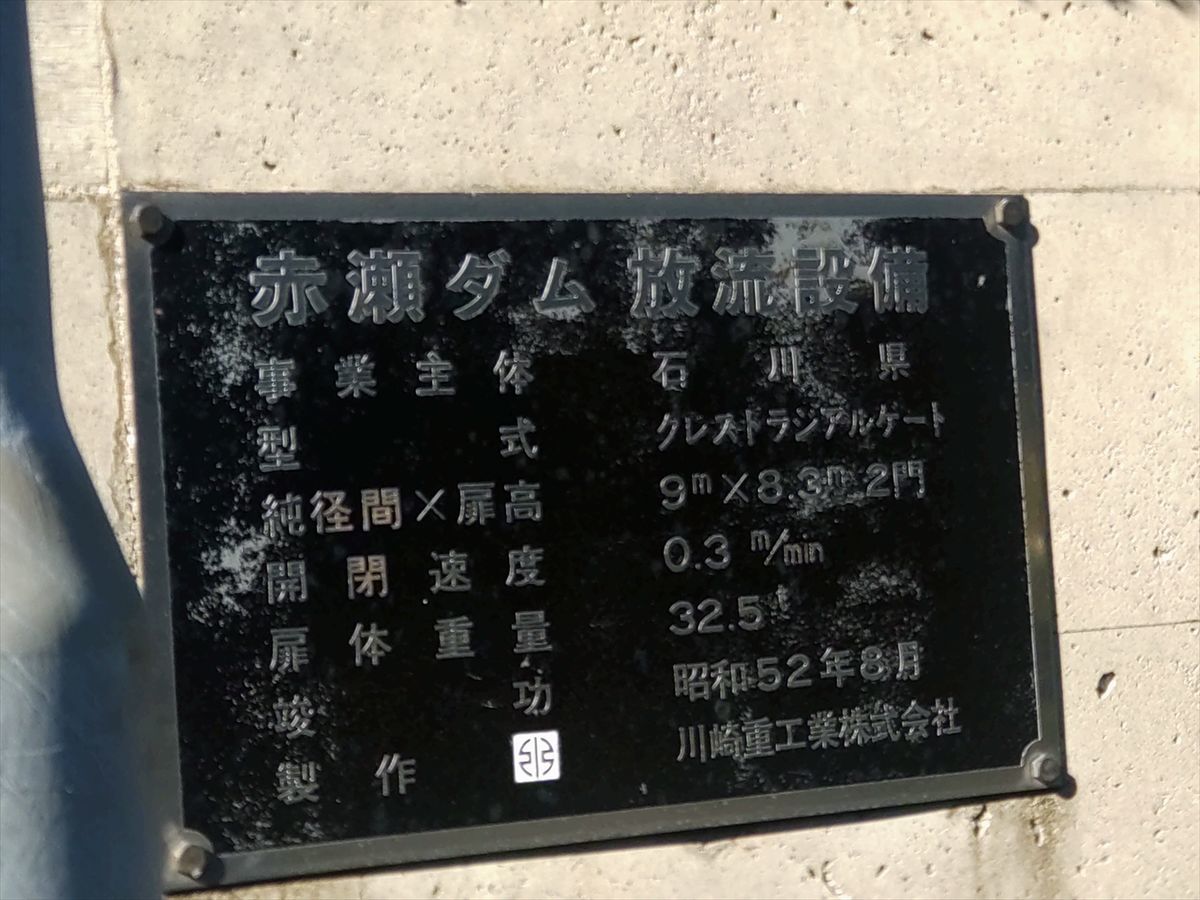 赤瀬ダム 放流設備
事業主体 石川県
型式 クレストラジアルゲート
純径間×扉高 9m×8.3m 2門
開閉速度 0.3 m/min
扉体重量 32.5t
竣功 昭和52年8月
製作 川崎重工業株式会社